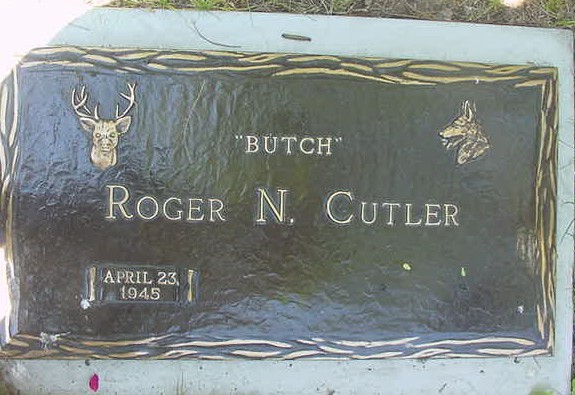 "BUTCH"
ROGER N. CUTLER
APRIL 23,
1945